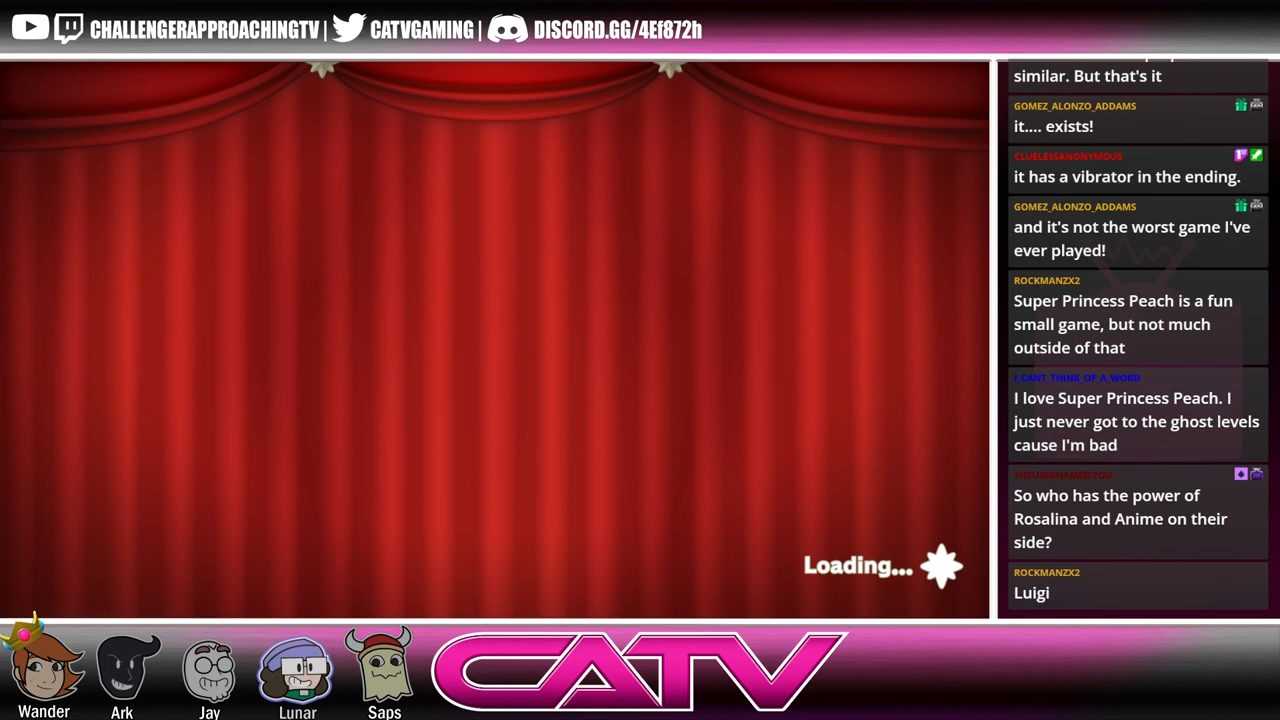 CHALLENGERAPPROACHINGTV | CATVGAMING | DISCORD.GG/4Ef872h
similar. But that's it
GOMEZ_ALONZO_ADDAMS
it.... exists!
CLUELESSANONYMOUS
it has a vibrator in the ending.
GOMEZ_ALONZO_ADDAMS
and it's not the worst game I've
ever played!
ROCKMANZX2
Super Princess Peach is a fun
small game, but not much
outside of that
I_CANT_THINK_OF_A_WORD
I love Super Princess Peach. I
just never got to the ghost levels
cause I'm bad
THEUSERNAMEISYOU
So who has the power of
Rosalina and Anime on their
side?
ROCKMANZX2
Luigi
Loading...
Wander
Ark
Jay
Lunar
Saps
CATV